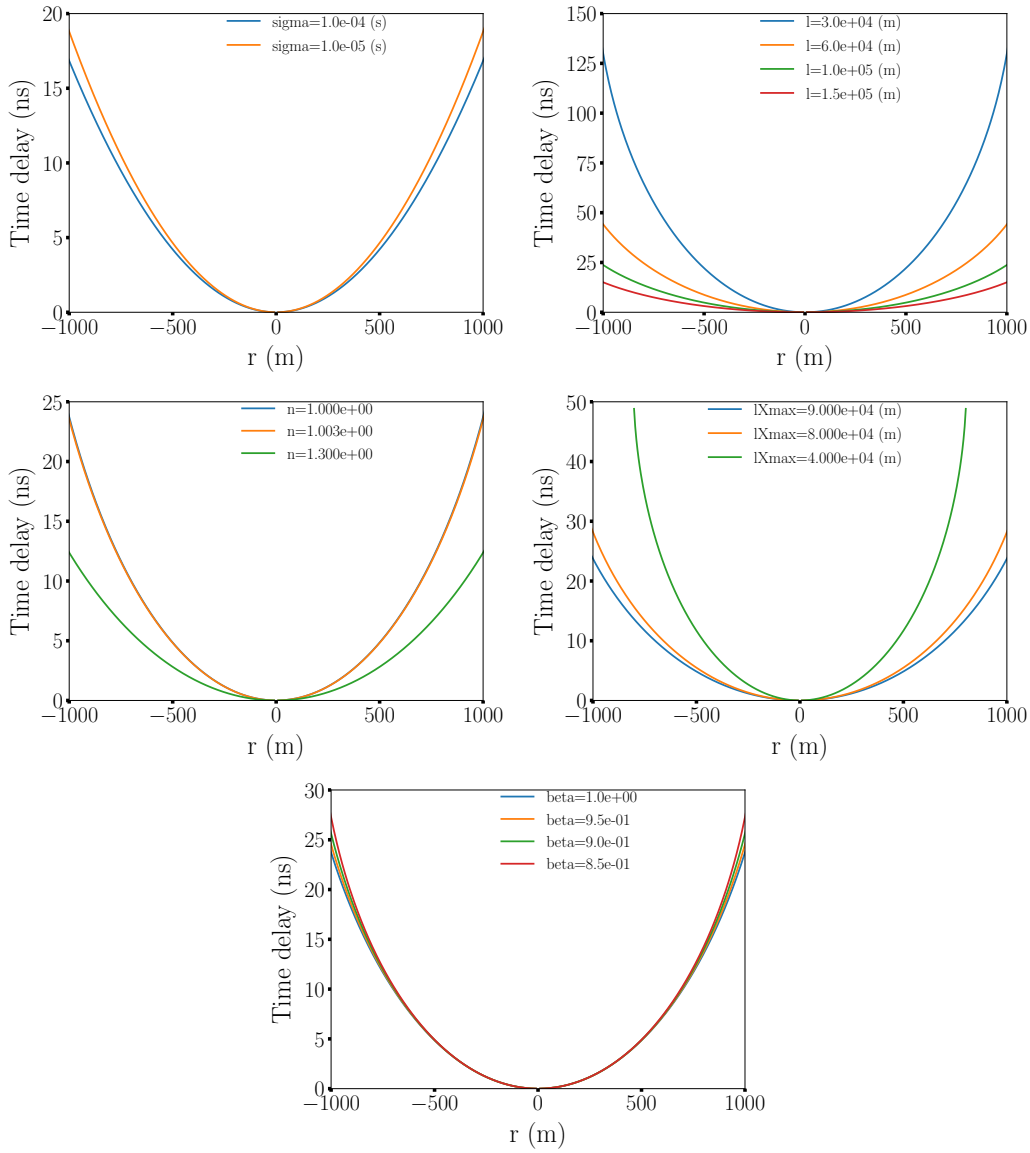 20
15
10
5
0
Time delay (ns)
sigma=1.0e-04 (s)
sigma=1.0e-05 (s)
−1000 −500 0 500 1000
r (m)
150
125
100
75
50
25
0
Time delay (ns)
l=3.0e+04 (m)
l=6.0e+04 (m)
l=1.0e+05 (m)
l=1.5e+05 (m)
−1000 −500 0 500 1000
r (m)
25
20
15
10
5
0
Time delay (ns)
n=1.000e+00
n=1.003e+00
n=1.300e+00
−1000 −500 0 500 1000
r (m)
50
40
30
20
10
0
Time delay (ns)
lXmax=9.000e+04 (m)
lXmax=8.000e+04 (m)
lXmax=4.000e+04 (m)
−1000 −500 0 500 1000
r (m)
30
25
20
15
10
5
0
Time delay (ns)
beta=1.0e+00
beta=9.5e-01
beta=9.0e-01
beta=8.5e-01
−1000 −500 0 500 1000
r (m)